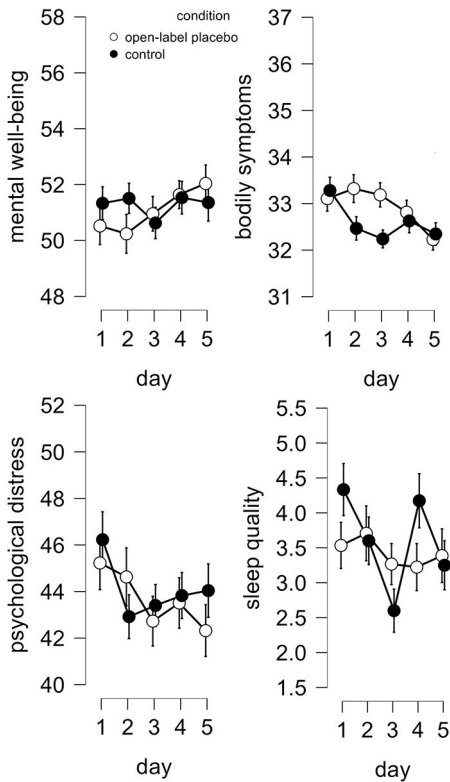 condition
open-label placebo
control
mental well-being
58
56
54
52
50
48
1 2 3 4 5
day
bodily symptoms
37
36
35
34
33
32
31
1 2 3 4 5
day
psychological distress
52
50
48
46
44
42
40
1 2 3 4 5
day
sleep quality
5.5
5.0
4.5
4.0
3.5
3.0
2.5
2.0
1.5
1 2 3 4 5
day